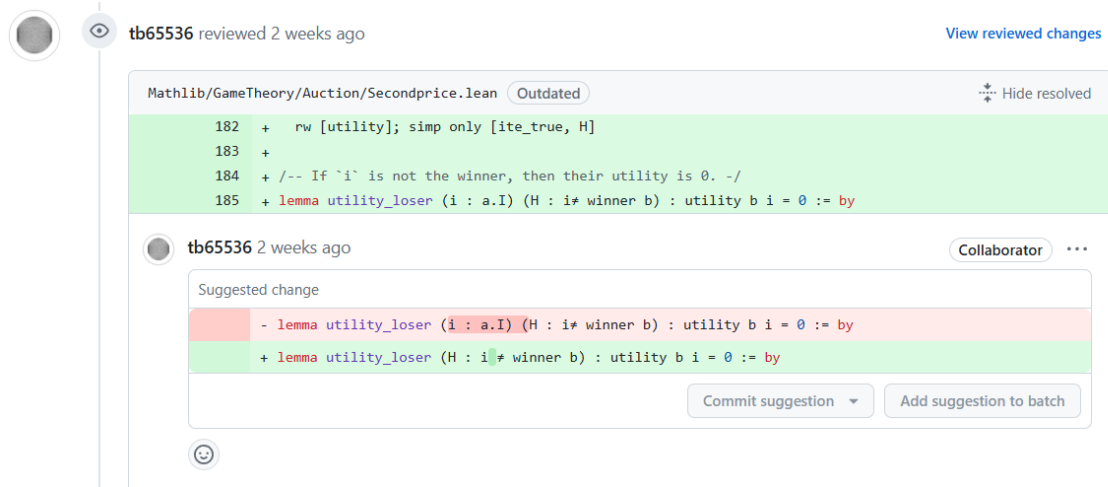 tb65536 reviewed 2 weeks ago View reviewed changes
Mathlib/GameTheory/Auction/Secondprice.lean Outdated Hide resolved
182 + rw [utility]; simp only [ite_true, H]
183 +
184 + /-- If `i` is not the winner, then their utility is 0. -/
185 + lemma utility_loser (i : a.I) (H : i≠ winner b) : utility b i = 0 := by
tb65536 2 weeks ago Collaborator ···
Suggested change
- lemma utility_loser (i : a.I) (H : i≠ winner b) : utility b i = 0 := by
+ lemma utility_loser (H : i ≠ winner b) : utility b i = 0 := by
Commit suggestion Add suggestion to batch